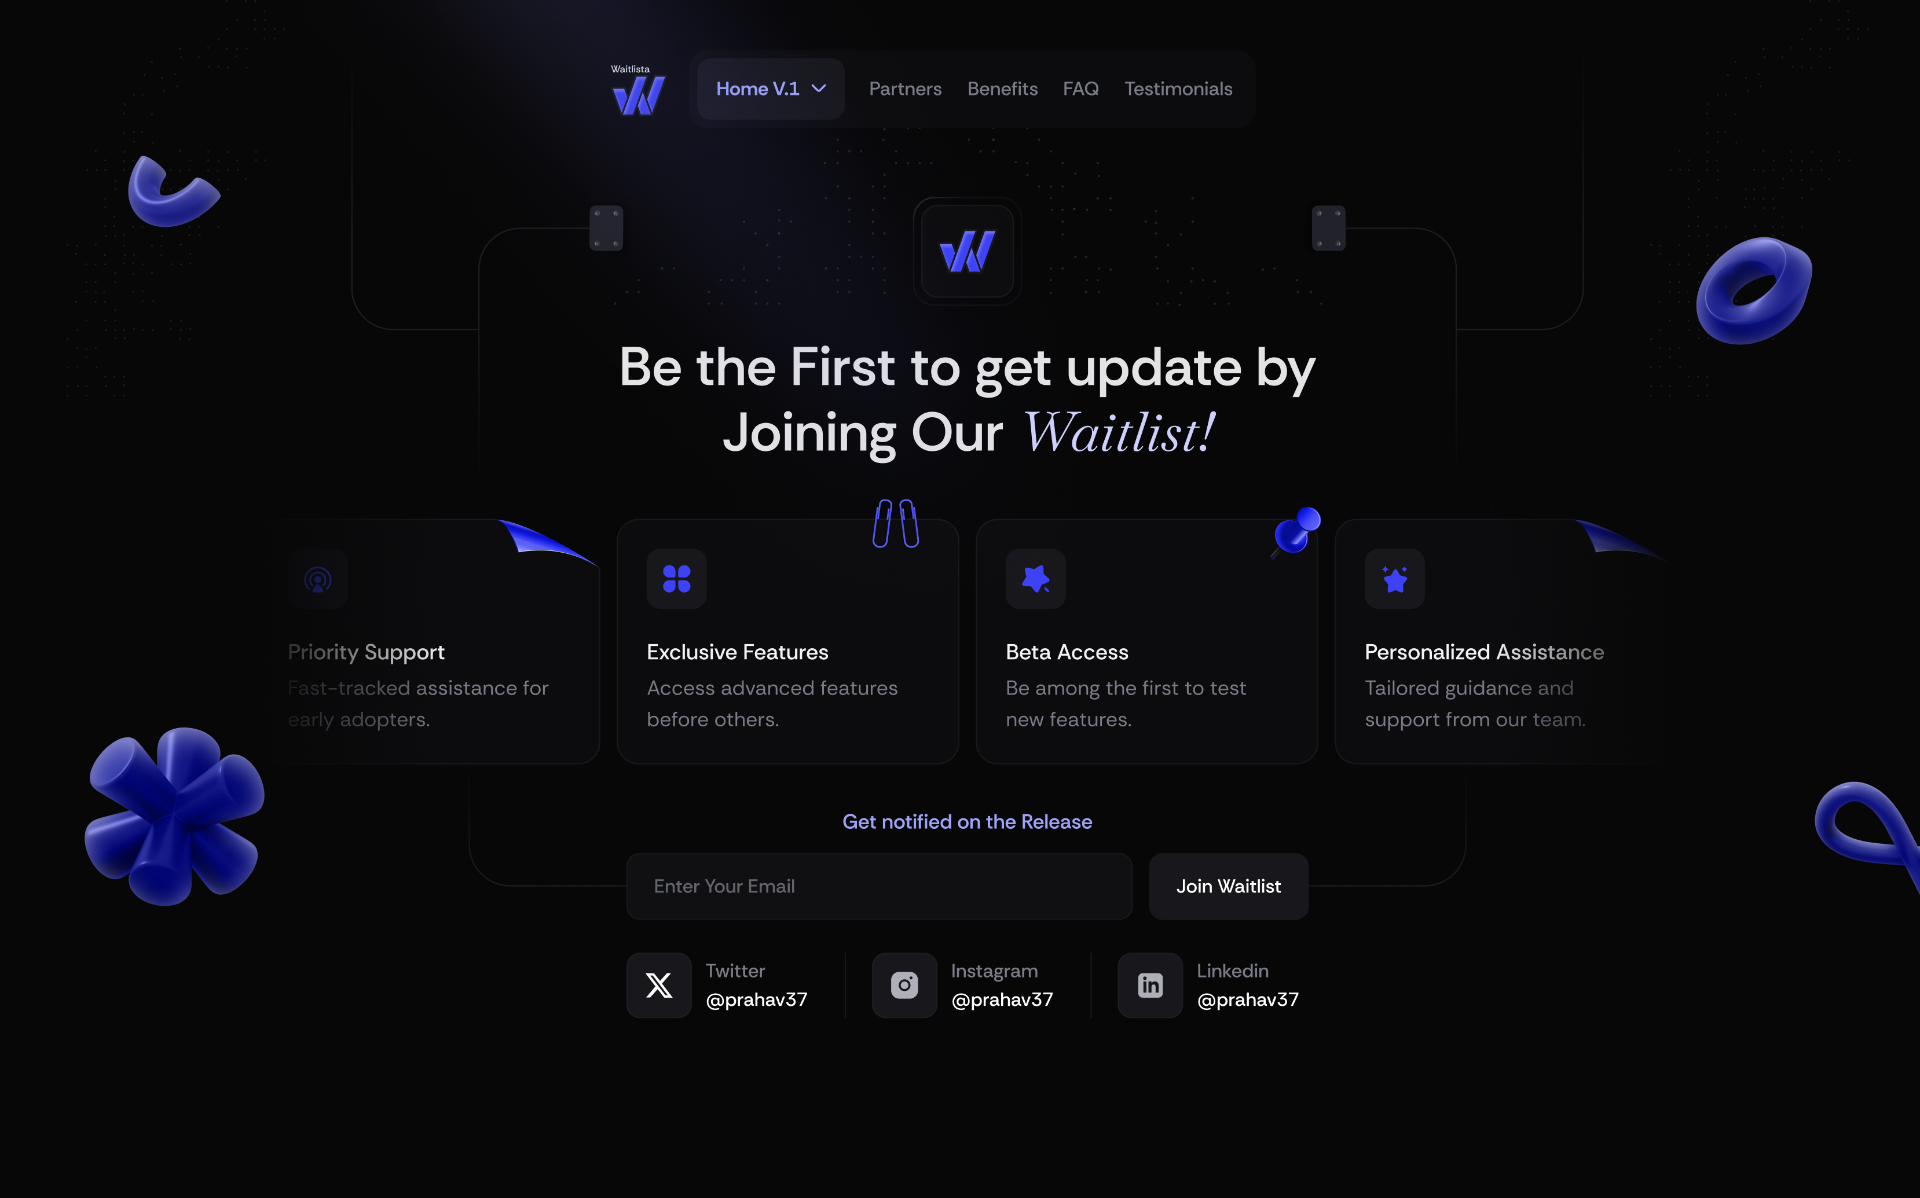 Waitlista
Home V.1
Partners
Benefits
FAQ
Testimonials
Be the First to get update by
Joining Our Waitlist!
Priority Support
Fast-tracked assistance for
early adopters.
Exclusive Features
Access advanced features
before others.
Beta Access
Be among the first to test
new features.
Personalized Assistance
Tailored guidance and
support from our team.
Get notified on the Release
Enter Your Email
Join Waitlist
Twitter
@prahav37
Instagram
@prahav37
Linkedin
@prahav37